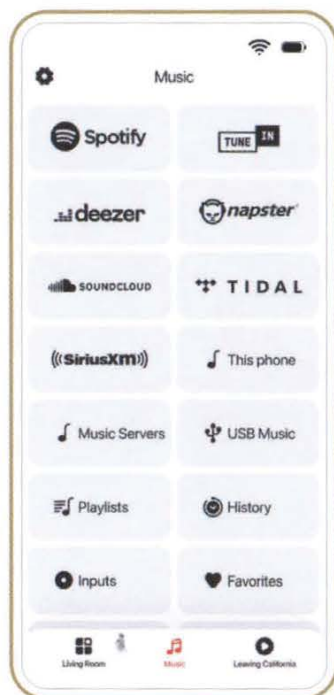 Music
Spotify
TUNE IN
deezer
napster
SOUNDCLOUD
TIDAL
((SiriusXM))
This phone
Music Servers
USB Music
Playlists
History
Inputs
Favorites
Living Room
Music
Leaving California